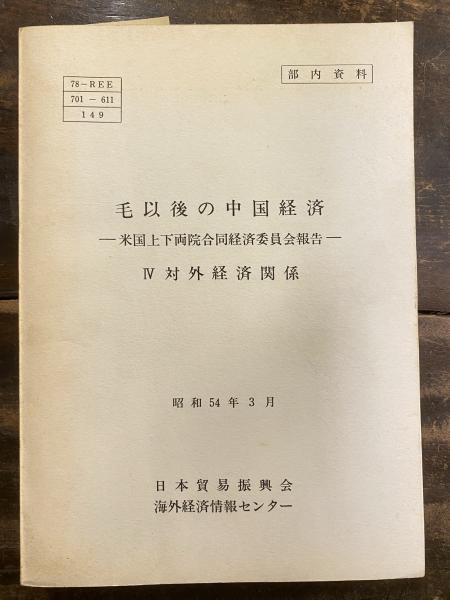 78-REE
701-611
149
部内資料
毛以後の中国経済
―米国上下両院合同経済委員会報告―
Ⅳ 対外経済関係
昭和54年3月
日本貿易振興会
海外経済情報センター